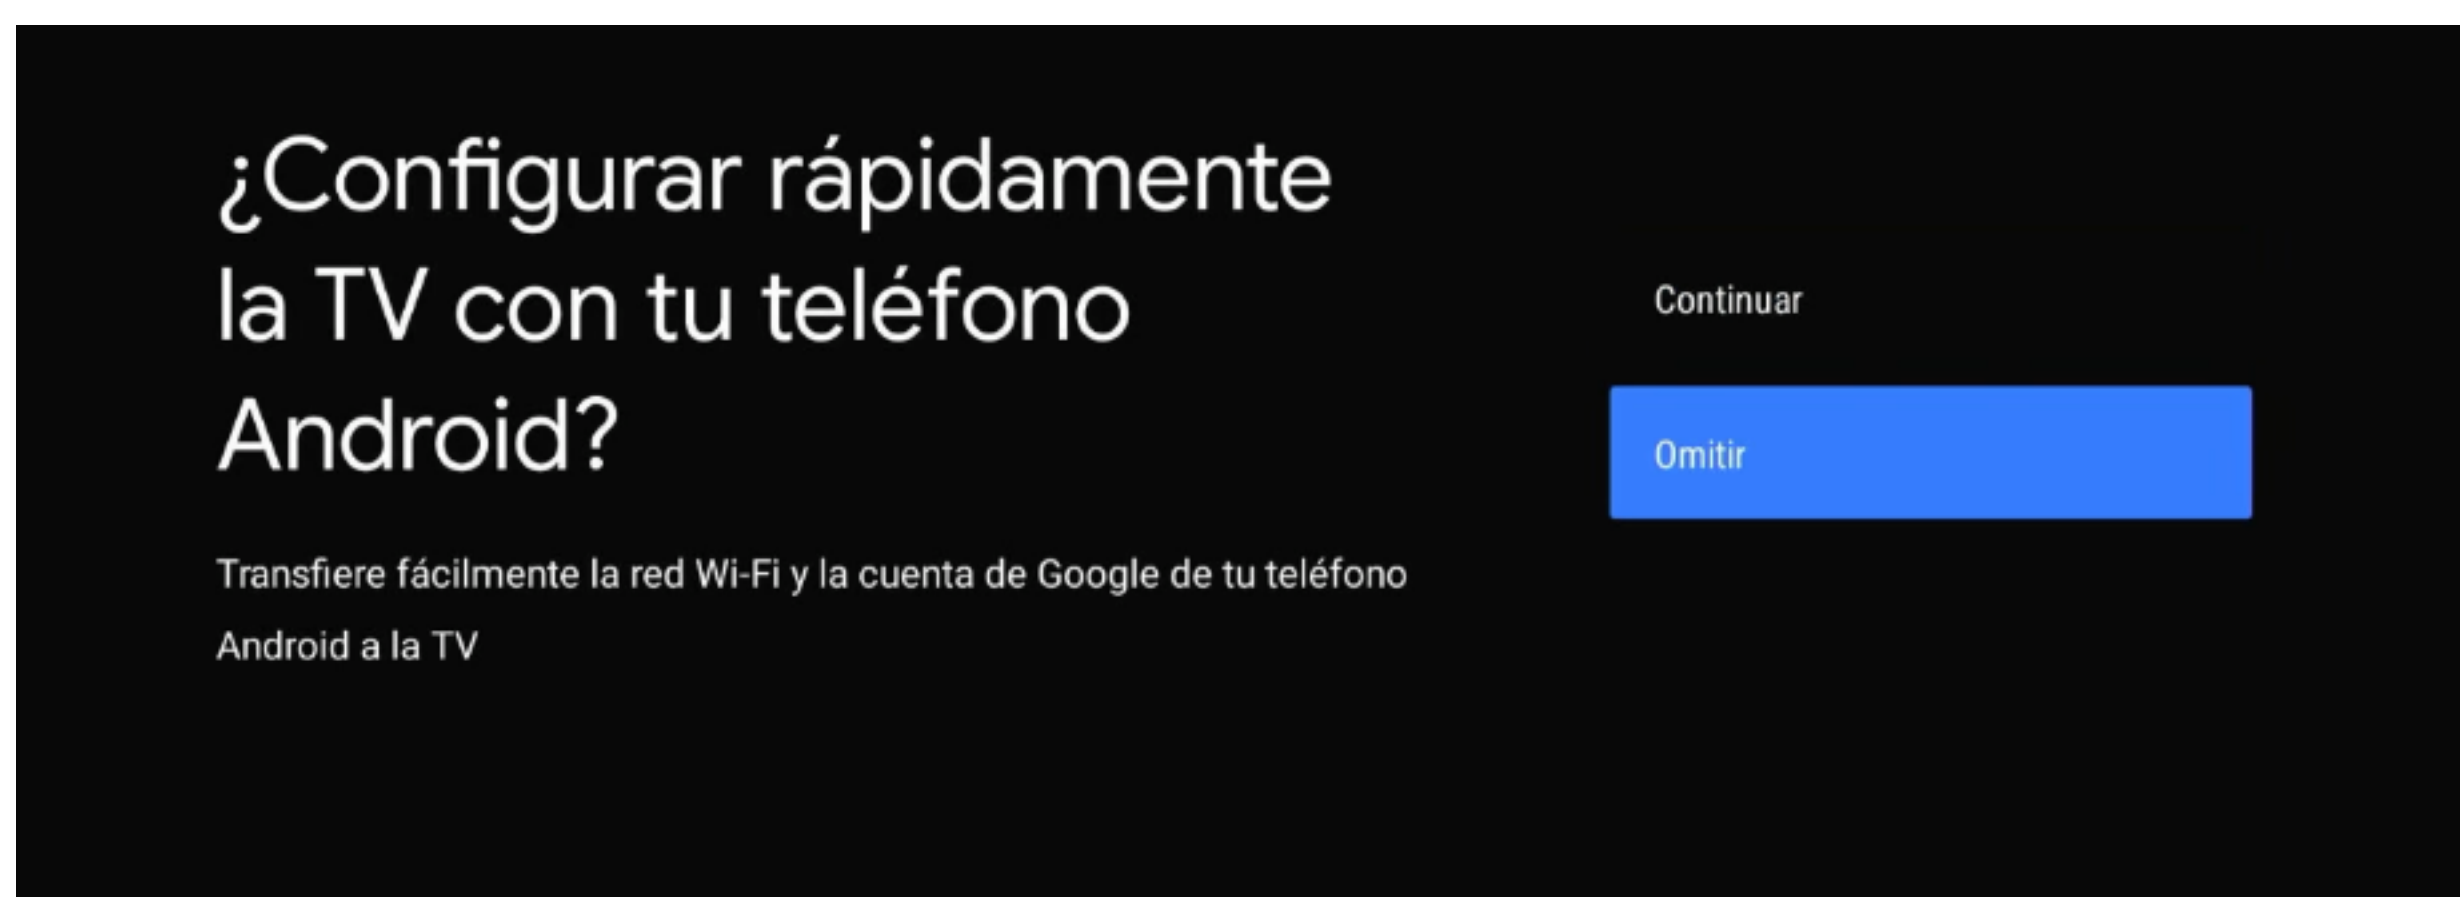 ¿Configurar rápidamente
la TV con tu teléfono
Android?
Transfiere fácilmente la red Wi-Fi y la cuenta de Google de tu teléfono
Android a la TV
Continuar
Omitir